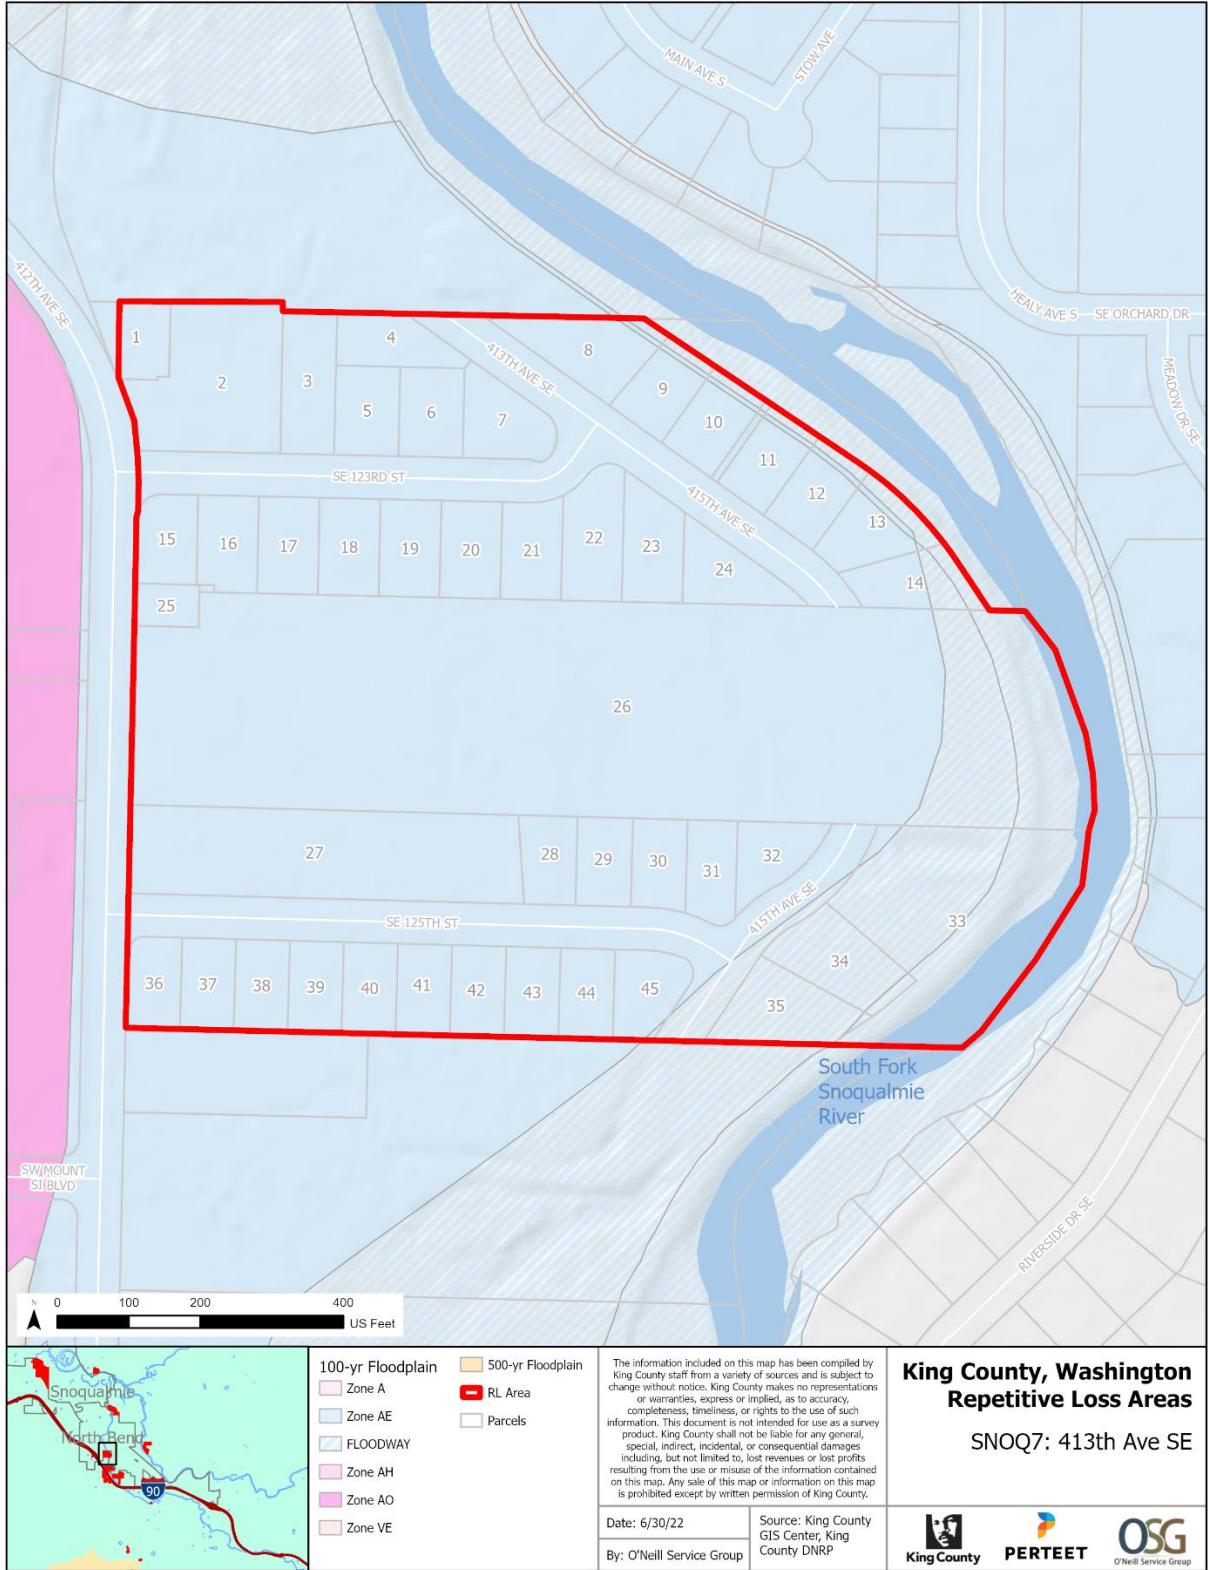 MAIN AVE S
STOW AVE
412TH AVE SE
HEALY AVE S
SE ORCHARD DR
MEADOW DR SE
1
2
3
4
5
6
7
413TH AVE SE
8
9
10
11
12
13
14
SE 123RD ST
415TH AVE SE
15
16
17
18
19
20
21
22
23
24
25
26
27
28
29
30
31
32
SE 125TH ST
415TH AVE SE
33
34
35
36
37
38
39
40
41
42
43
44
45
South Fork
Snoqualmie
River
SW MOUNT
SI BLVD
RIVERSIDE DR SE
N
0 100 200 400
US Feet
Snoqualmie
North Bend
90
100-yr Floodplain
Zone A
Zone AE
FLOODWAY
Zone AH
Zone AO
Zone VE
500-yr Floodplain
RL Area
Parcels
The information included on this map has been compiled by
King County staff from a variety of sources and is subject to
change without notice. King County makes no representations
or warranties, express or implied, as to accuracy,
completeness, timeliness, or rights to the use of such
information. This document is not intended for use as a survey
product. King County shall not be liable for any general,
special, indirect, incidental, or consequential damages
including, but not limited to, lost revenues or lost profits
resulting from the use or misuse of the information contained
on this map. Any sale of this map or information on this map
is prohibited except by written permission of King County.
Date: 6/30/22
By: O'Neill Service Group
Source: King County
GIS Center, King
County DNRP
King County, Washington
Repetitive Loss Areas
SNOQ7: 413th Ave SE
King County
PERTEET
OSG
O'Neill Service Group